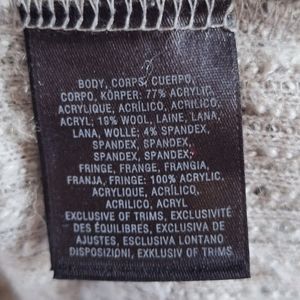 BODY, CORPS, CUERPO,
CORPO, KÖRPER: 77% ACRYLIC,
ACRYLIQUE, ACRÍLICO, ACRILICO,
ACRYL; 19% WOOL, LAINE, LANA,
LANA, WOLLE; 4% SPANDEX,
SPANDEX, SPANDEX,
SPANDEX, SPANDEX;
FRINGE, FRANGE, FRANGIA,
FRANJA, FRINGE: 100% ACRYLIC,
ACRYLIQUE, ACRÍLICO,
ACRILICO, ACRYL
EXCLUSIVE OF TRIMS, EXCLUSIVITÉ
DES ÉQUILIBRES, EXCLUSIVA DE
AJUSTES, ESCLUSIVA LONTANO
DISPOSIZIONI, EXKLUSIV OF TRIMS